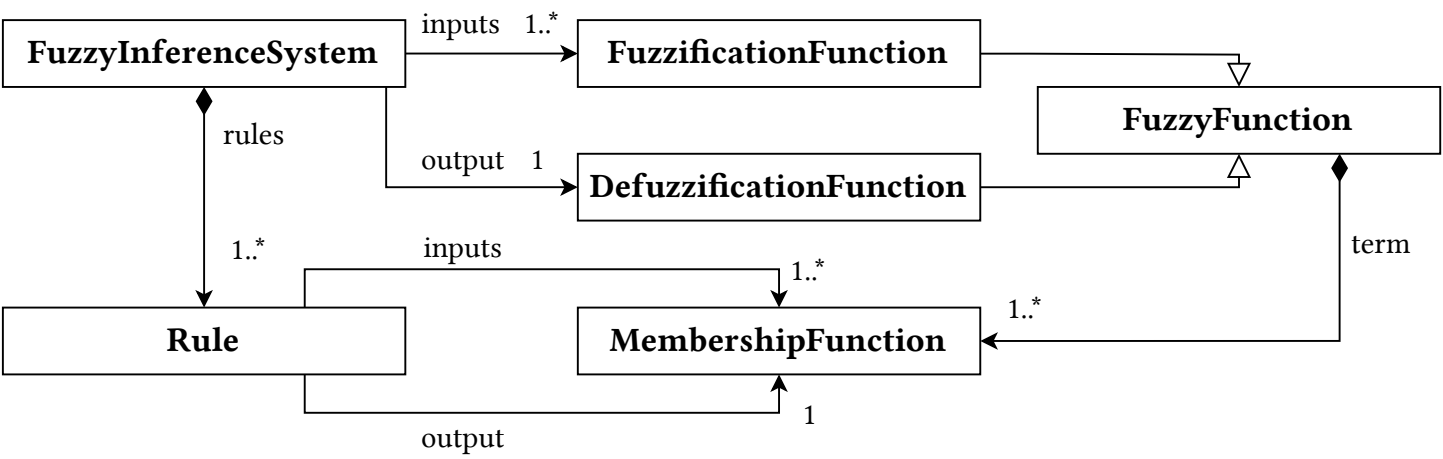 inputs 1..*
FuzzyInferenceSystem
FuzzificationFunction
FuzzyFunction
rules
output 1
DefuzzificationFunction
term
1..*
inputs
1..*
1..*
Rule
MembershipFunction
1
output